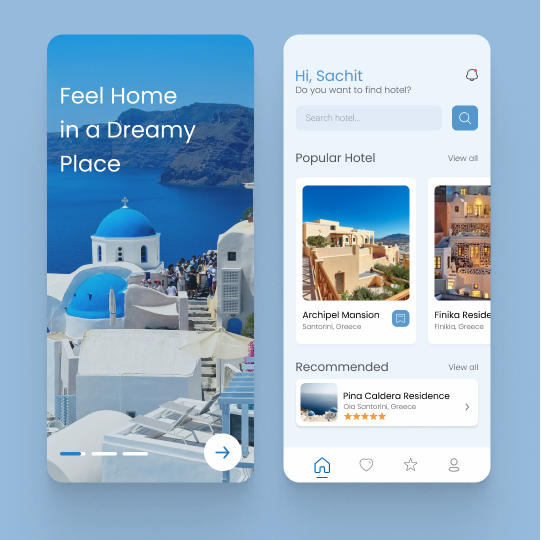 Feel Home
in a Dreamy
Place
Hi, Sachit
Do you want to find hotel?
Search hotel...
Popular Hotel
View all
Archipel Mansion
Santorini, Greece
Finika Reside
Finikia, Greece
Recommended
View all
Pina Caldera Residence
Oia Santorini, Greece